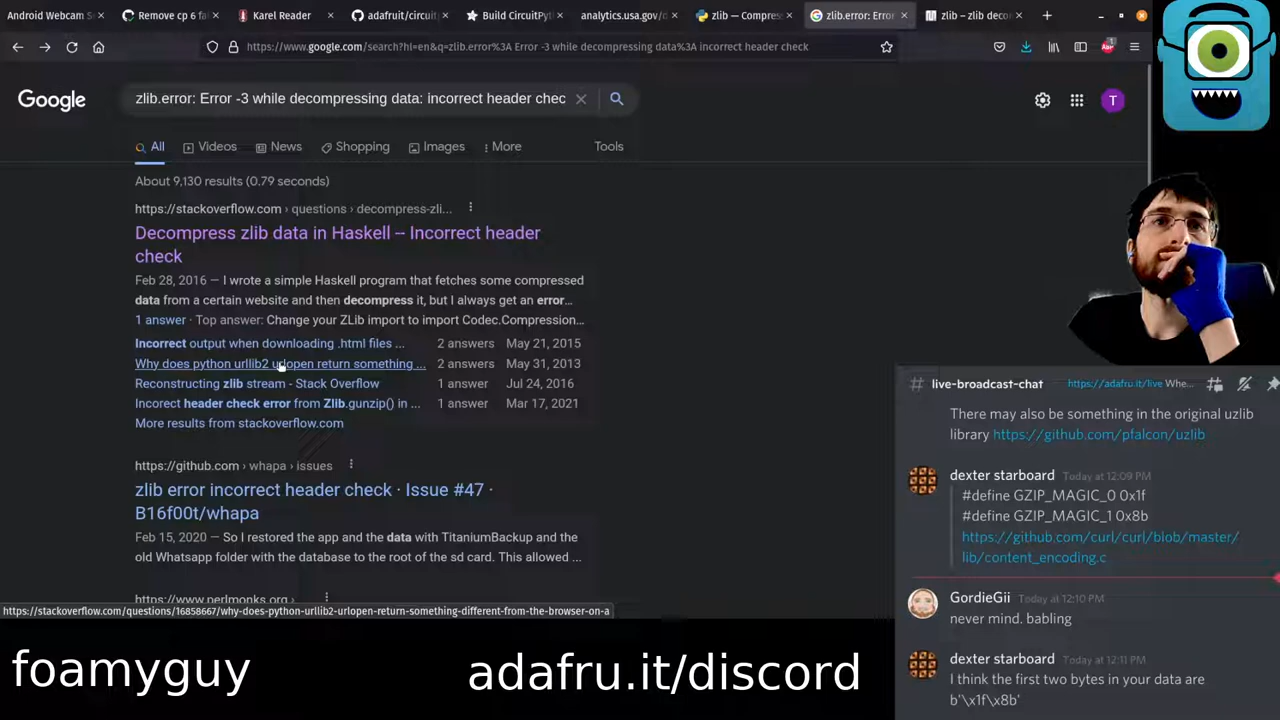 Android Webcam S
Remove cp 6 fai
Karel Reader
adafruit/circuit
Build CircuitPyt
analytics.usa.gov/d
zlib — Compress
zlib.error: Error
zlib – zlib deco
https://www.google.com/search?hl=en&q=zlib.error%3A Error -3 while decompressing data%3A incorrect header check
Google
zlib.error: Error -3 while decompressing data: incorrect header chec
T
All
Videos
News
Shopping
Images
More
Tools
About 9,130 results (0.79 seconds)
https://stackoverflow.com › questions › decompress-zli...
Decompress zlib data in Haskell -- Incorrect header
check
Feb 28, 2016 — I wrote a simple Haskell program that fetches some compressed
data from a certain website and then decompress it, but I always get an error...
1 answer · Top answer: Change your ZLib import to import Codec.Compression...
Incorrect output when downloading .html files ... 2 answers May 21, 2015
Why does python urllib2 urlopen return something ... 2 answers May 31, 2013
Reconstructing zlib stream - Stack Overflow 1 answer Jul 24, 2016
Incorect header check error from Zlib.gunzip() in ... 1 answer Mar 17, 2021
More results from stackoverflow.com
https://github.com › whapa › issues
zlib error incorrect header check · Issue #47 ·
B16f00t/whapa
Feb 15, 2020 — So I restored the app and the data with TitaniumBackup and the
old Whatsapp folder with the database to the root of the sd card. This allowed ...
https://www.perlmonks.org ›
https://stackoverflow.com/questions/16858667/why-does-python-urllib2-urlopen-return-something-different-from-the-browser-on-a
# live-broadcast-chat https://adafru.it/live Whe...
There may also be something in the original uzlib
library https://github.com/pfalcon/uzlib
dexter starboard Today at 12:09 PM
#define GZIP_MAGIC_0 0x1f
#define GZIP_MAGIC_1 0x8b
https://github.com/curl/curl/blob/master/
lib/content_encoding.c
GordieGii Today at 12:10 PM
never mind. babling
dexter starboard Today at 12:11 PM
I think the first two bytes in your data are
b'\x1f\x8b'
foamyguy
adafru.it/discord